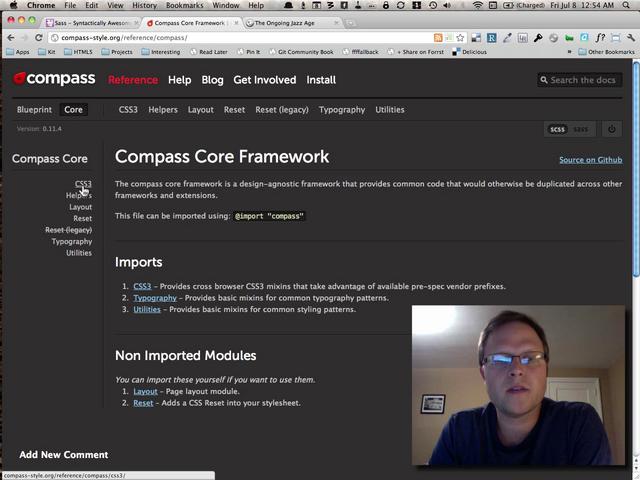 Chrome File Edit View History Bookmarks Window Help
(Charged) Fri Jul 8 12:54 AM
Sass – Syntactically Awesom
Compass Core Framework
The Ongoing Jazz Age
compass-style.org/reference/compass/
Apps Kit HTML5 Projects Interesting Read Later Pin It Git Community Book ffffallback + Share on Forrst Delicious Other Bookmarks
compass Reference Help Blog Get Involved Install Search the docs
Blueprint Core CSS3 Helpers Layout Reset Reset (legacy) Typography Utilities
Version: 0.11.4 scss sass
Compass Core
CSS3
Helpers
Layout
Reset
Reset (legacy)
Typography
Utilities
Compass Core Framework
Source on Github
The compass core framework is a design-agnostic framework that provides common code that would otherwise be duplicated across other
frameworks and extensions.
This file can be imported using: @import "compass"
Imports
1. CSS3 – Provides cross browser CSS3 mixins that take advantage of available pre-spec vendor prefixes.
2. Typography – Provides basic mixins for common typography patterns.
3. Utilities – Provides basic mixins for common styling patterns.
Non Imported Modules
You can import these yourself if you want to use them.
1. Layout – Page layout module.
2. Reset – Adds a CSS Reset into your stylesheet.
Add New Comment
compass-style.org/reference/compass/css3/